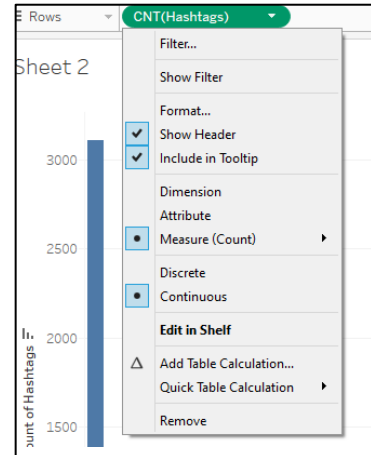 Rows
CNT(Hashtags)
Sheet 2
Filter...
Show Filter
Format...
Show Header
Include in Tooltip
Dimension
Attribute
Measure (Count)
Discrete
Continuous
Edit in Shelf
Add Table Calculation...
Quick Table Calculation
Remove
3000
2500
2000
1500
ount of Hashtags